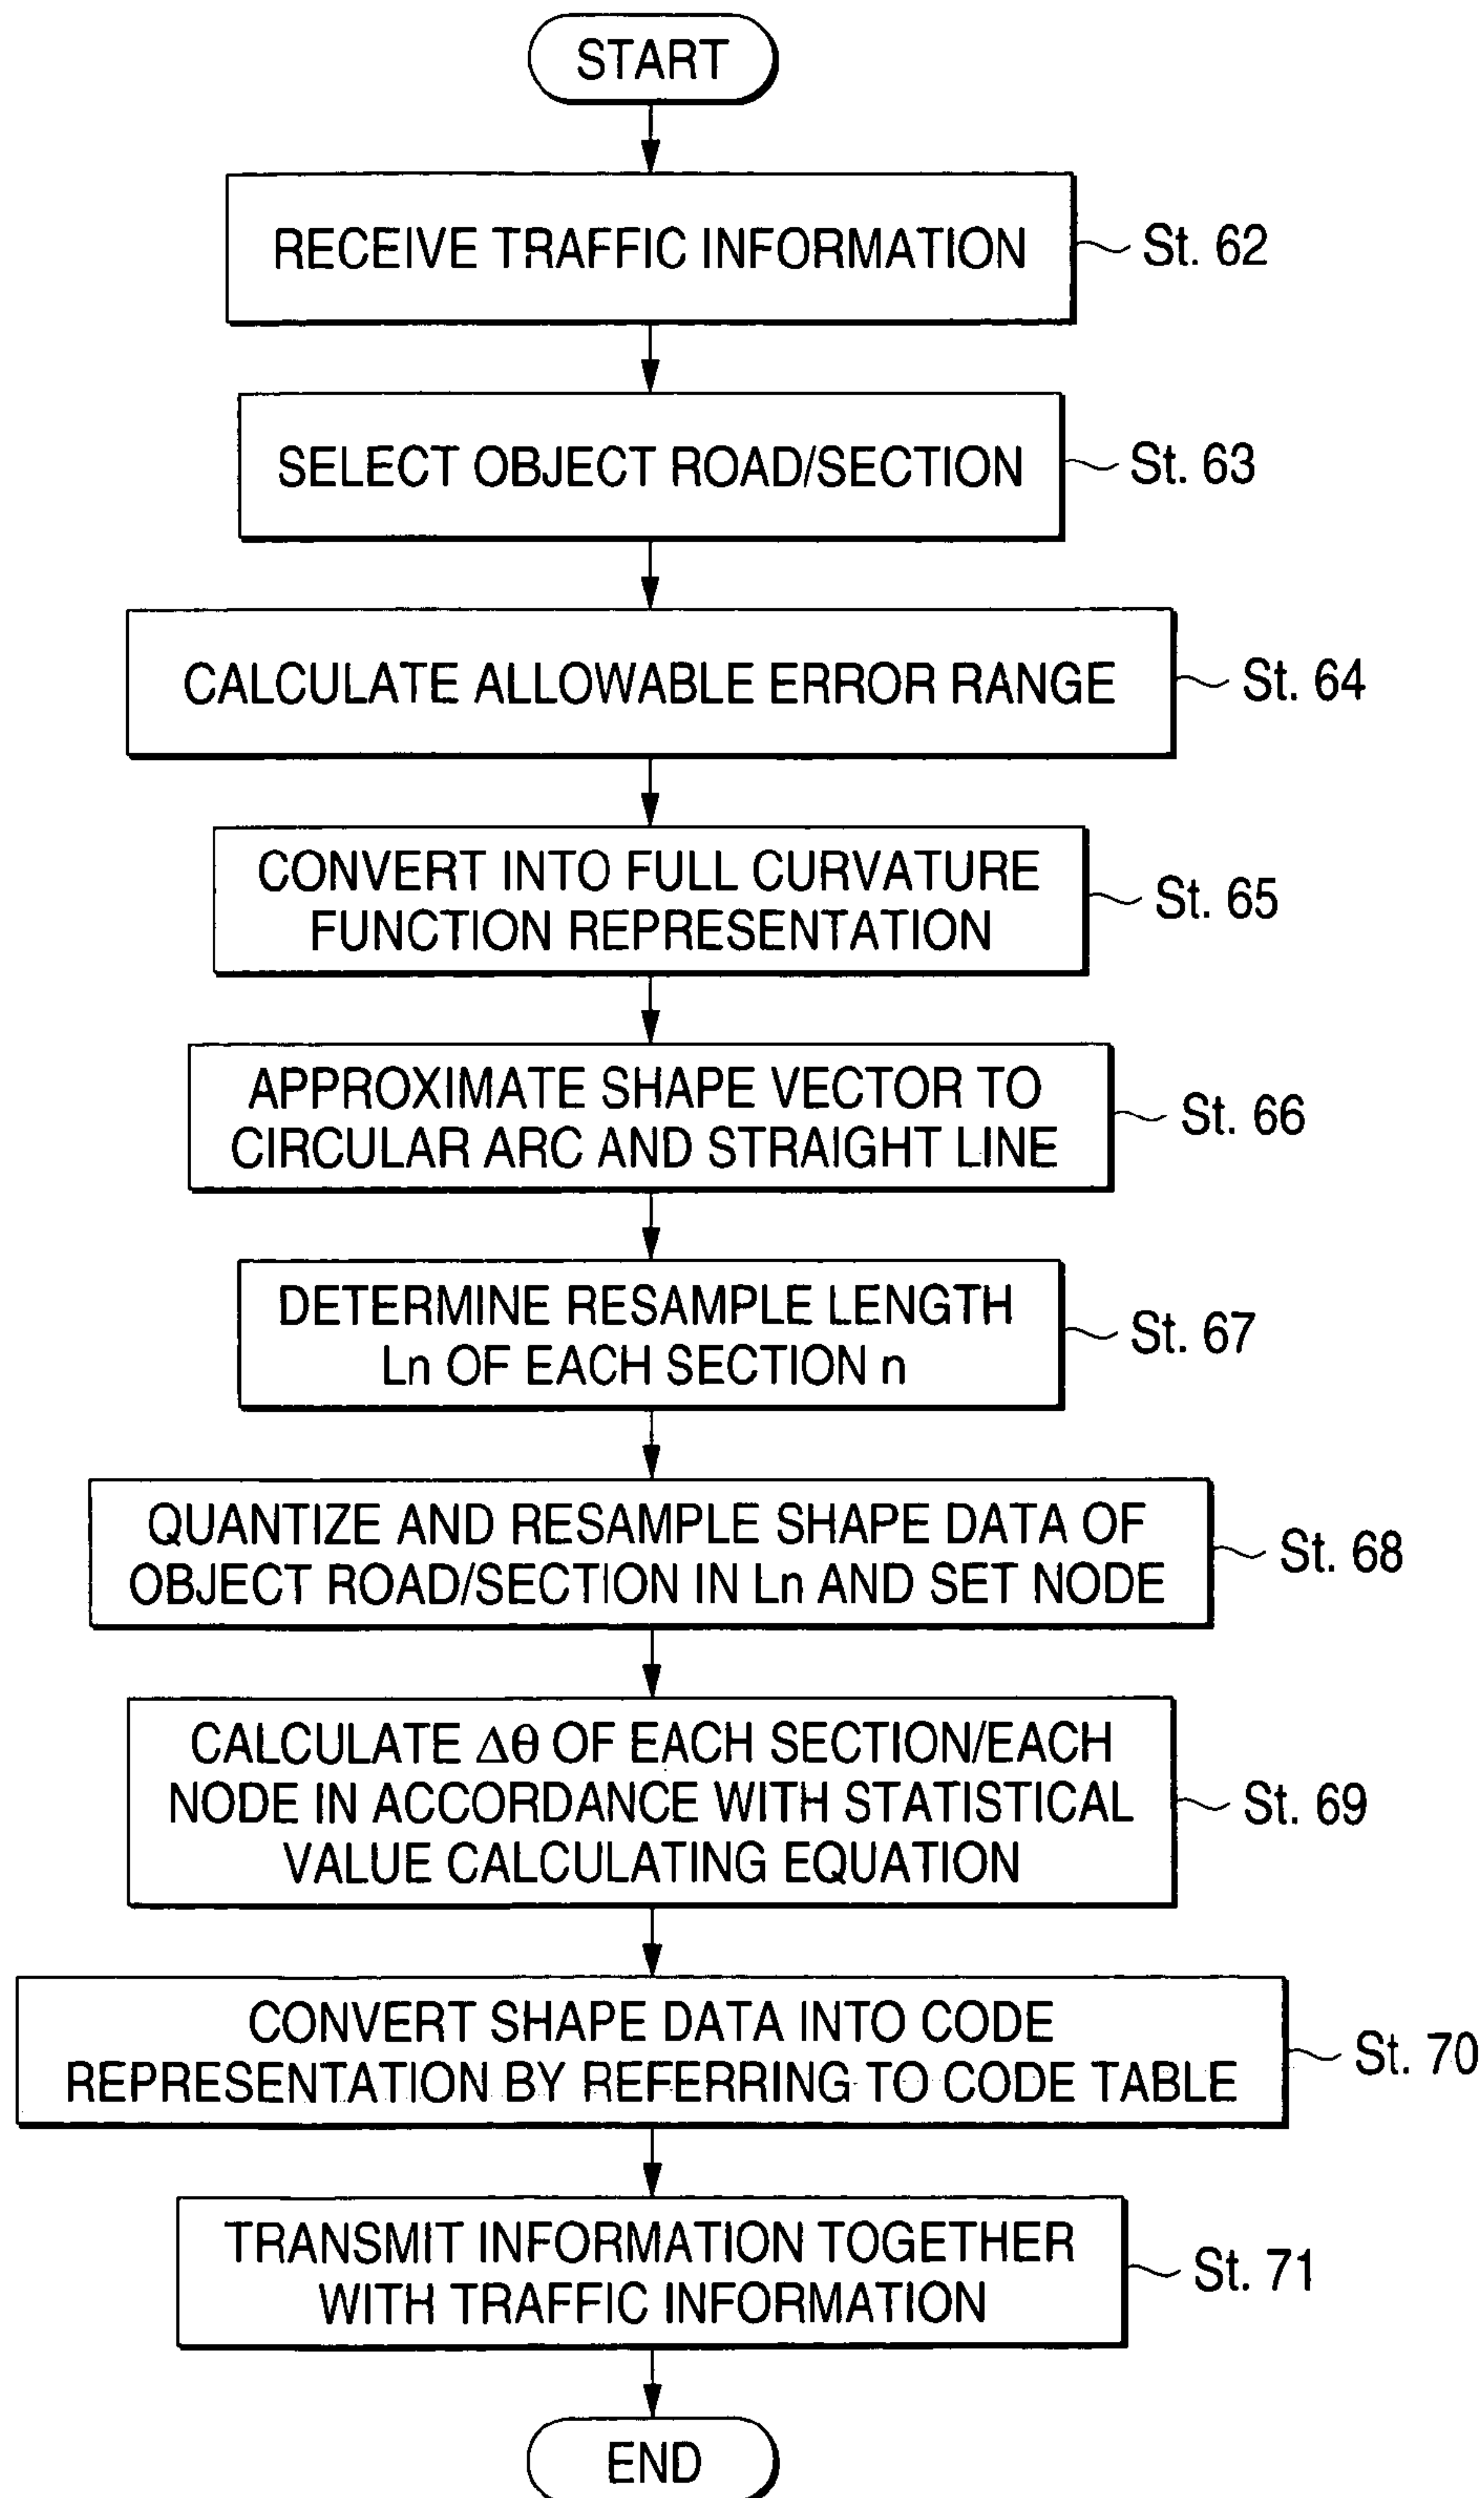 START
RECEIVE TRAFFIC INFORMATION
St. 62
SELECT OBJECT ROAD/SECTION
St. 63
CALCULATE ALLOWABLE ERROR RANGE
St. 64
CONVERT INTO FULL CURVATURE
FUNCTION REPRESENTATION
St. 65
APPROXIMATE SHAPE VECTOR TO
CIRCULAR ARC AND STRAIGHT LINE
St. 66
DETERMINE RESAMPLE LENGTH
Ln OF EACH SECTION n
St. 67
QUANTIZE AND RESAMPLE SHAPE DATA OF
OBJECT ROAD/SECTION IN Ln AND SET NODE
St. 68
CALCULATE Δθ OF EACH SECTION/EACH
NODE IN ACCORDANCE WITH STATISTICAL
VALUE CALCULATING EQUATION
St. 69
CONVERT SHAPE DATA INTO CODE
REPRESENTATION BY REFERRING TO CODE TABLE
St. 70
TRANSMIT INFORMATION TOGETHER
WITH TRAFFIC INFORMATION
St. 71
END